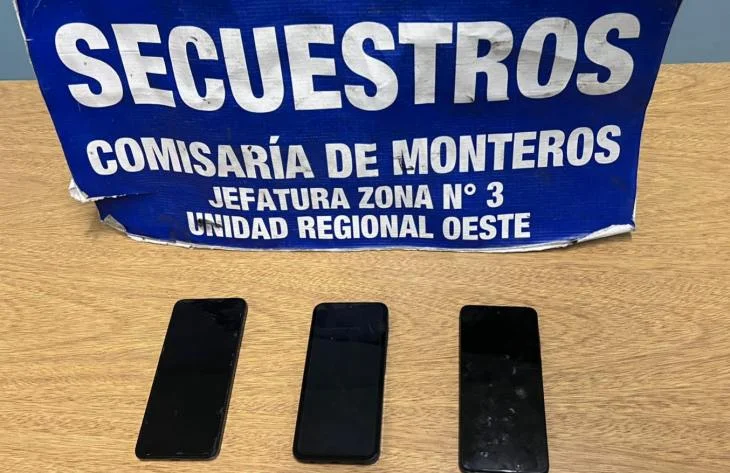 SECUESTROS
COMISARÍA DE MONTEROS
JEFATURA ZONA N° 3
UNIDAD REGIONAL OESTE